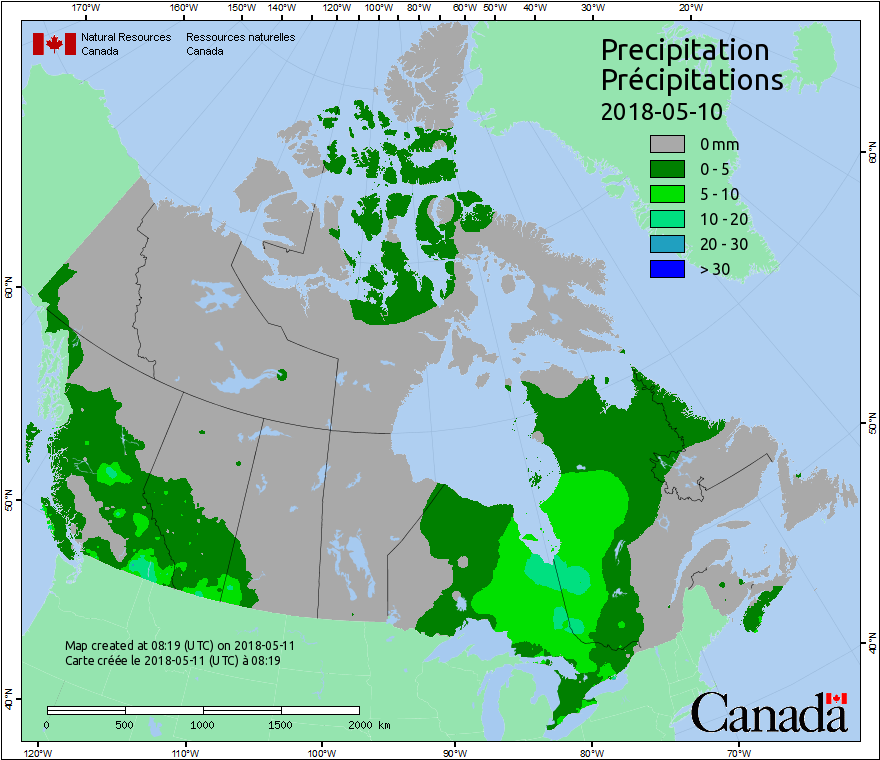 170°W 160°W 150°W 140°W 130°W 120°W 110°W 100°W 90°W 80°W 60°W 50°W 40°W 30°W 20°W
Natural Resources Canada
Ressources naturelles Canada
Precipitation
Précipitations
2018-05-10
0 mm
0 - 5
5 - 10
10 - 20
20 - 30
> 30
60°N
50°N
40°N
60°N
50°N
40°N
Map created at 08:19 (UTC) on 2018-05-11
Carte créée le 2018-05-11 (UTC) à 08:19
0 500 1000 1500 2000 km
Canada
120°W 110°W 100°W 90°W 80°W 70°W